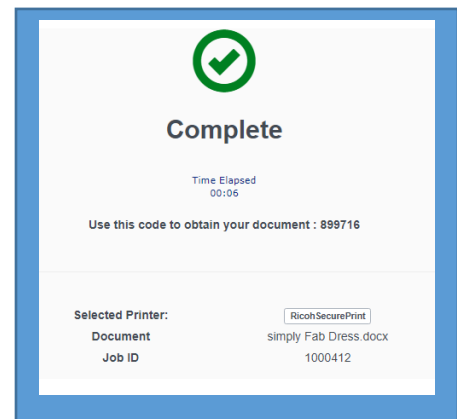 Complete
Time Elapsed
00:06
Use this code to obtain your document : 899716
Selected Printer: RicohSecurePrint
Document simply Fab Dress.docx
Job ID 1000412